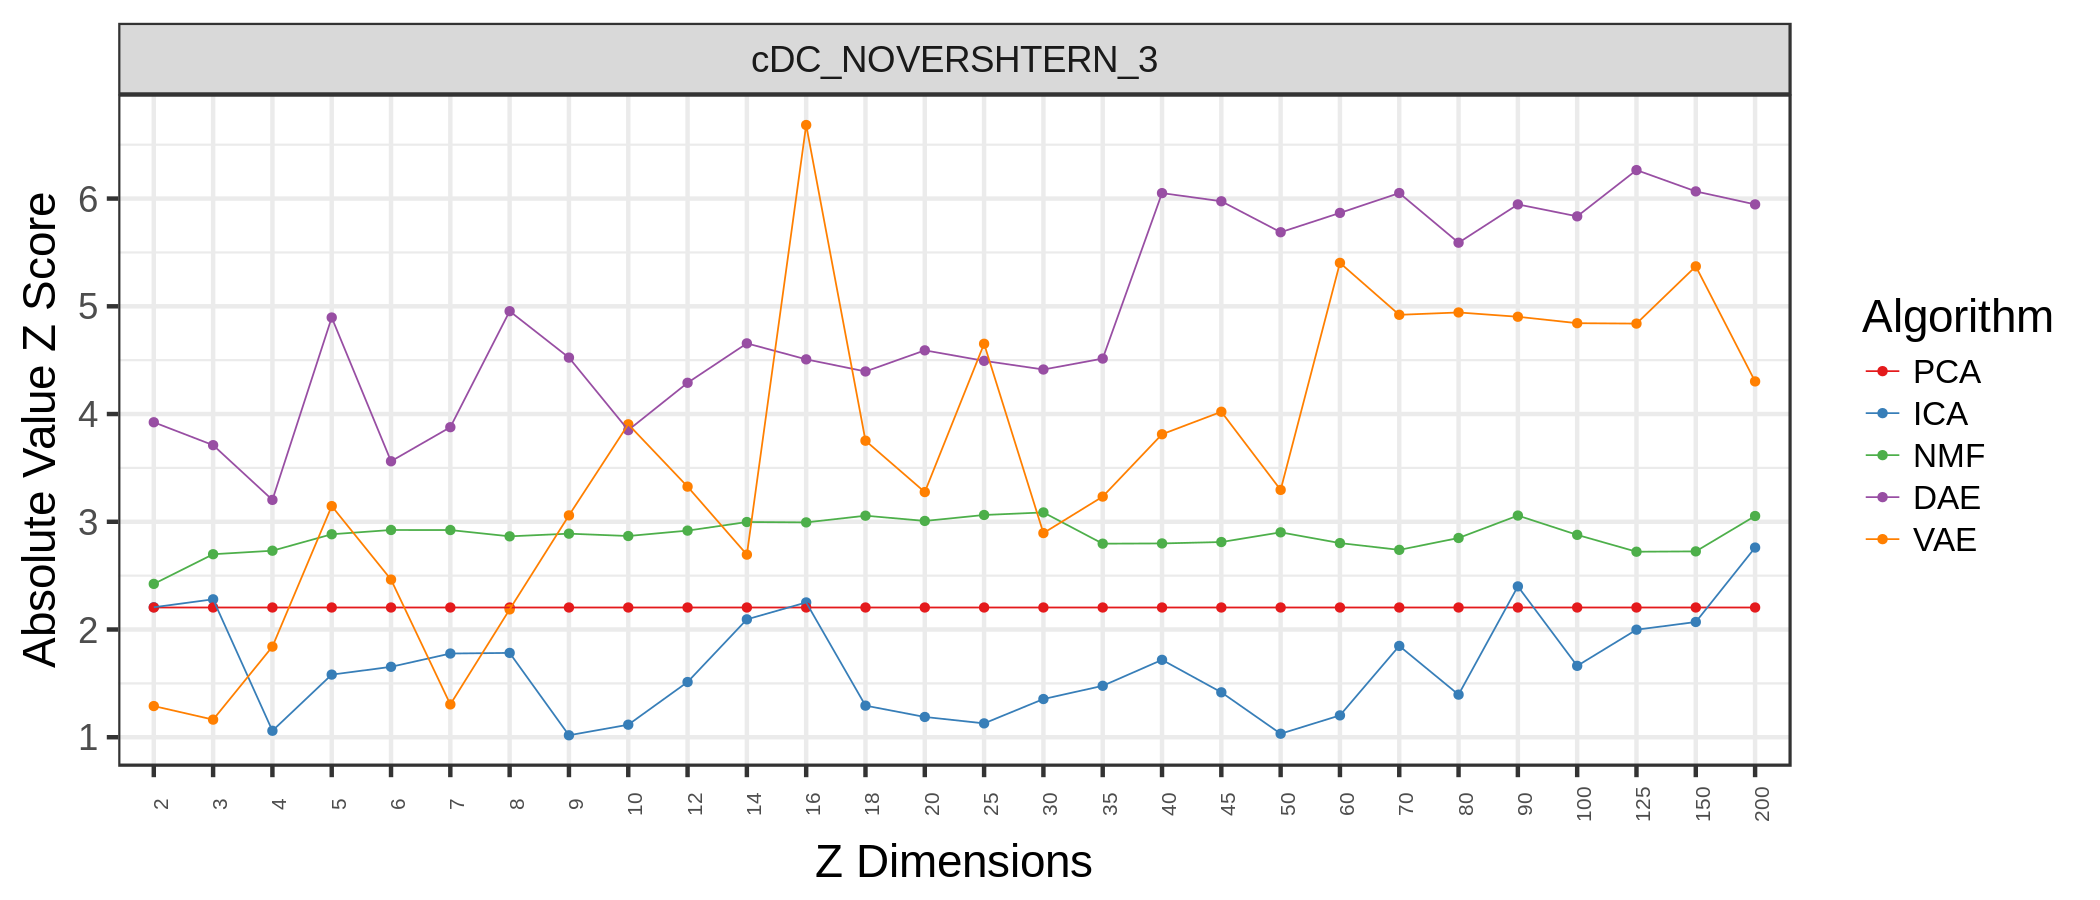 cDC_NOVERSHTERN_3
Absolute Value Z Score
6
5
4
3
2
1
2 3 4 5 6 7 8 9 10 12 14 16 18 20 25 30 35 40 45 50 60 70 80 90 100 125 150 200
Z Dimensions
Algorithm
PCA
ICA
NMF
DAE
VAE